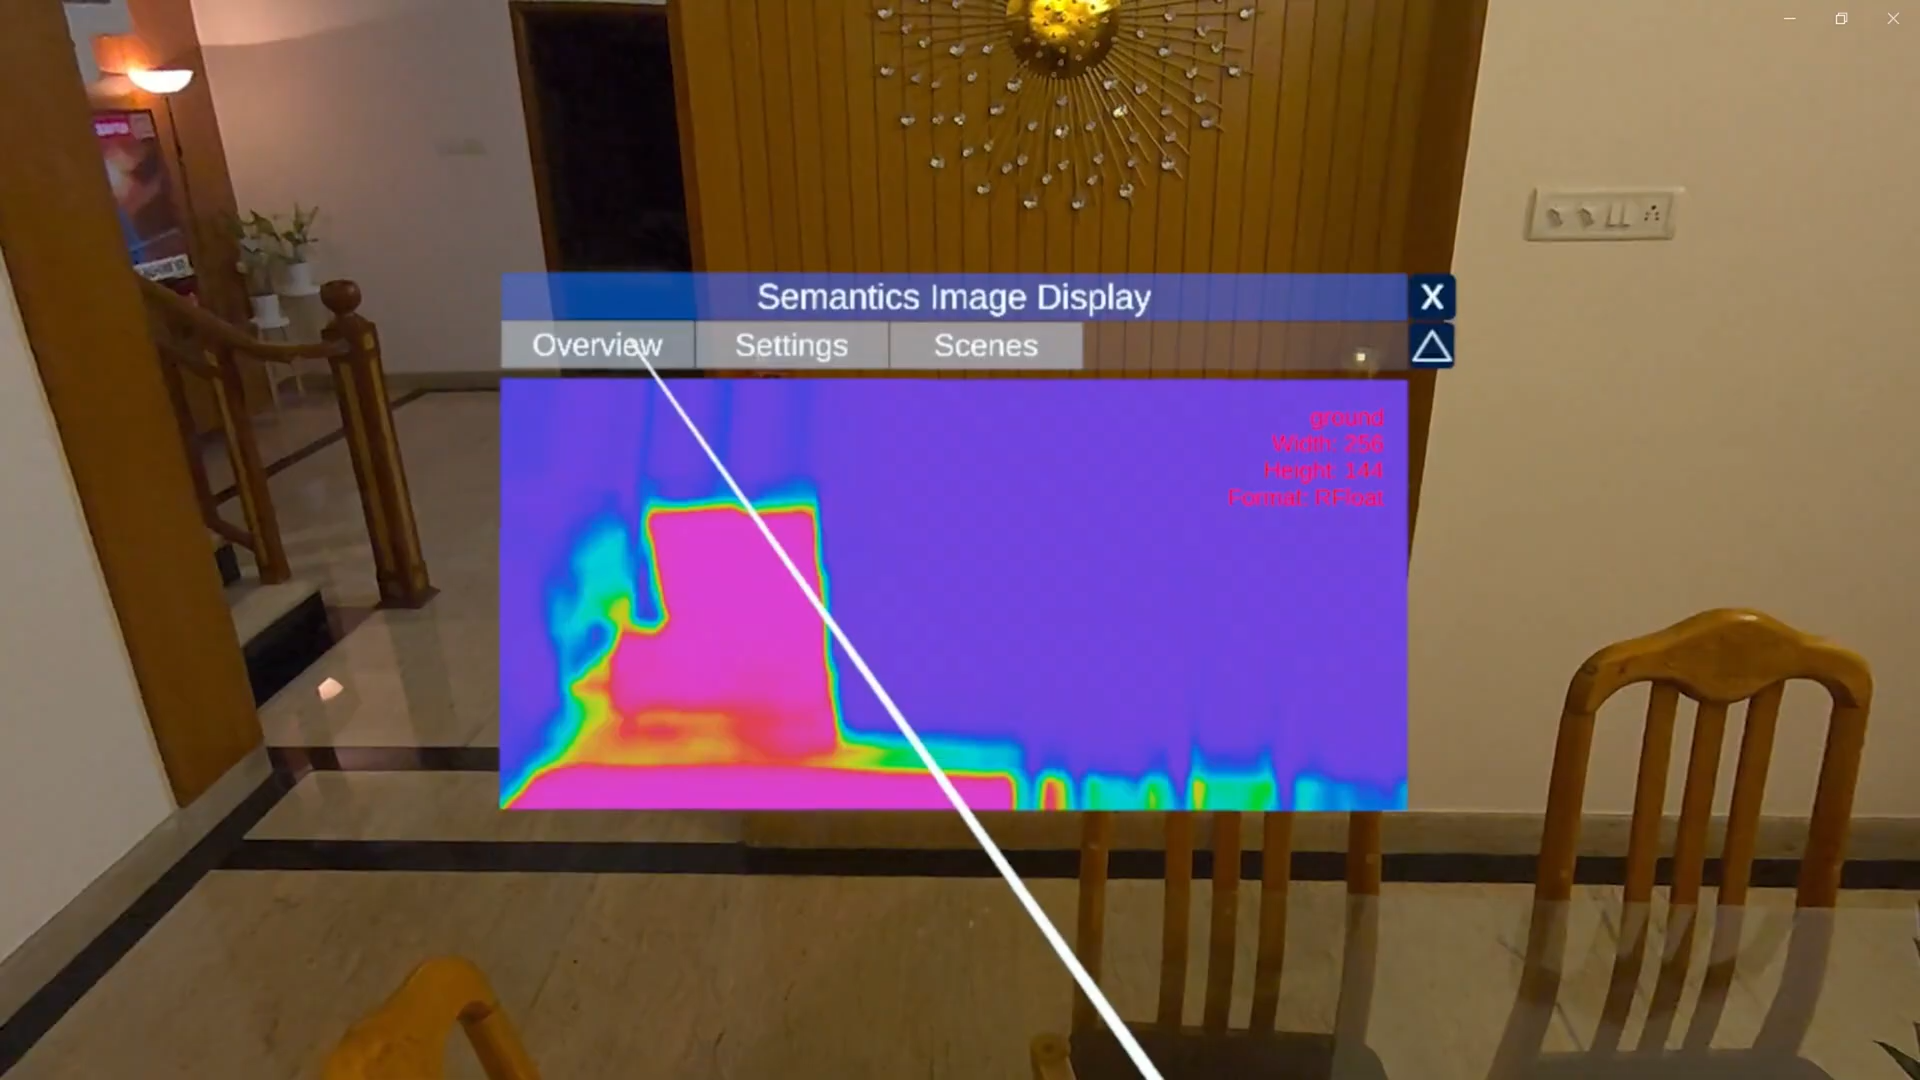 Semantics Image Display
X
Overview
Settings
Scenes
ground
Width: 256
Height: 144
Format: RFloat